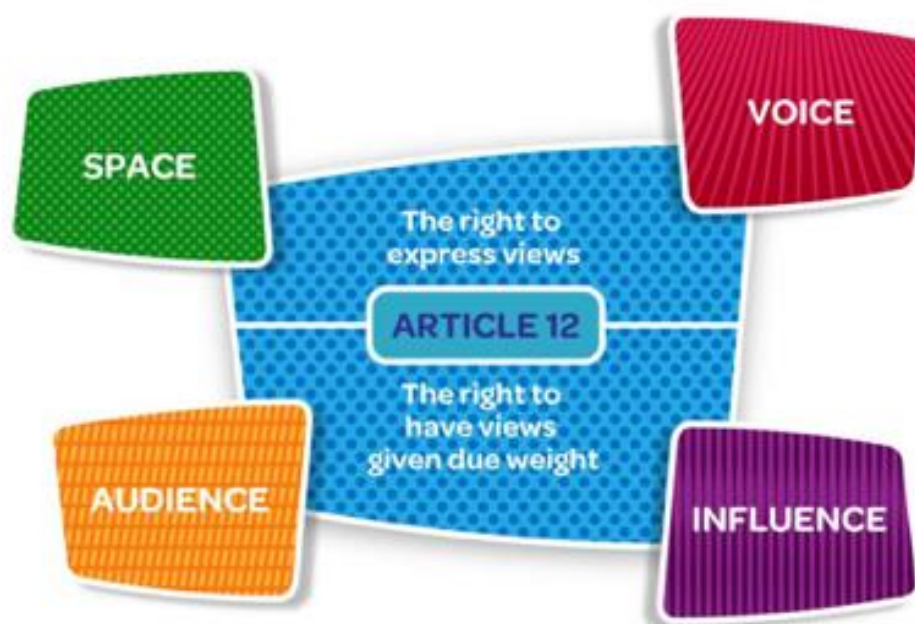 SPACE
VOICE
The right to
express views
ARTICLE 12
The right to
have views
given due weight
AUDIENCE
INFLUENCE